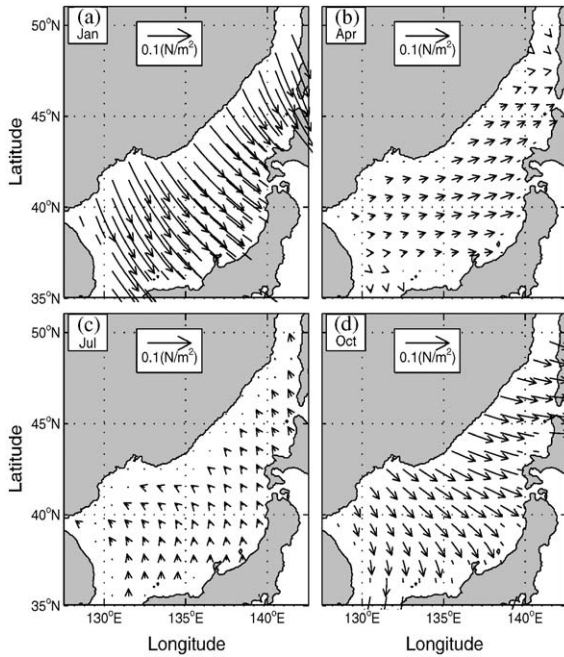 (a)
Jan
0.1(N/m²)
(b)
Apr
0.1(N/m²)
50°N
45°N
40°N
35°N
Latitude
(c)
Jul
0.1(N/m²)
(d)
Oct
0.1(N/m²)
50°N
45°N
40°N
35°N
Latitude
130°E
135°E
140°E
130°E
135°E
140°E
Longitude
Longitude